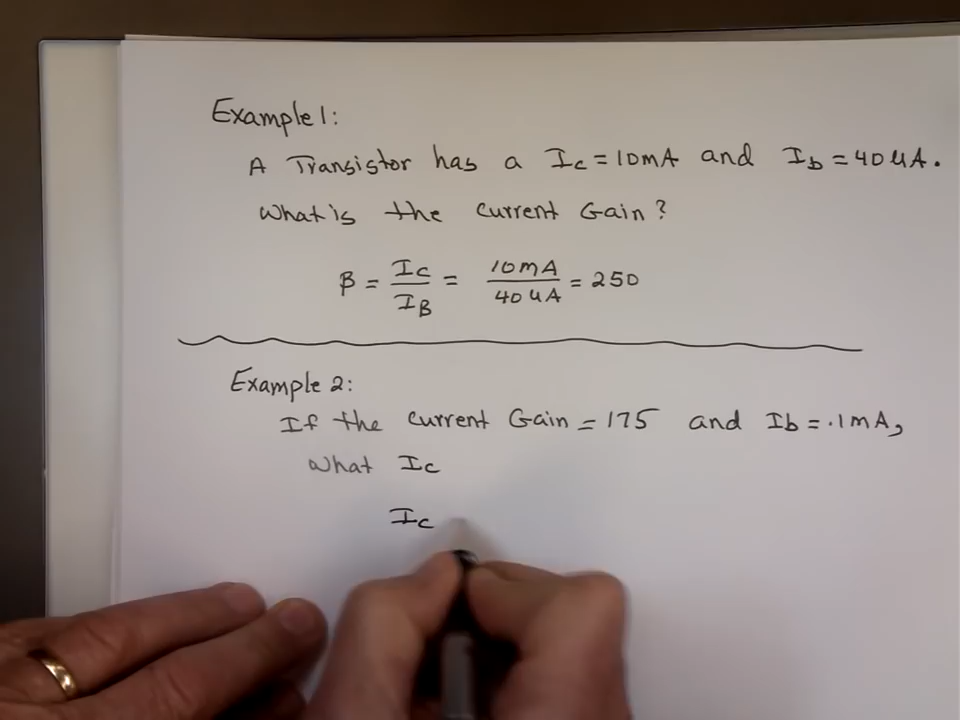 Example 1:
A Transistor has a Ic = 10mA and Ib = 40uA.
What is the current Gain?
β = Ic/IB = 10mA/40uA = 250
Example 2:
If the current Gain = 175 and Ib = .1mA,
What Ic
Ic